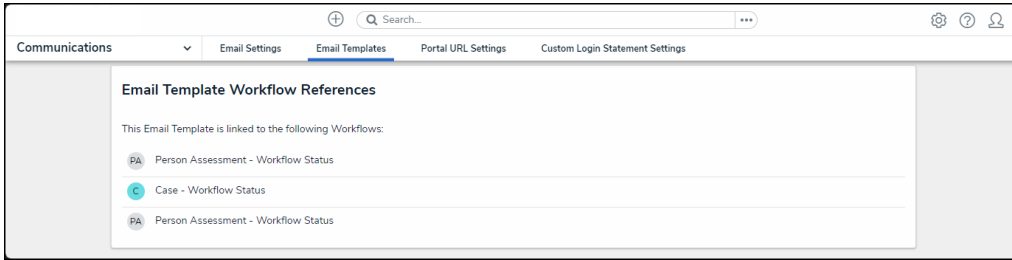 Search...
Communications
Email Settings
Email Templates
Portal URL Settings
Custom Login Statement Settings
Email Template Workflow References
This Email Template is linked to the following Workflows:
PA Person Assessment - Workflow Status
C Case - Workflow Status
PA Person Assessment - Workflow Status